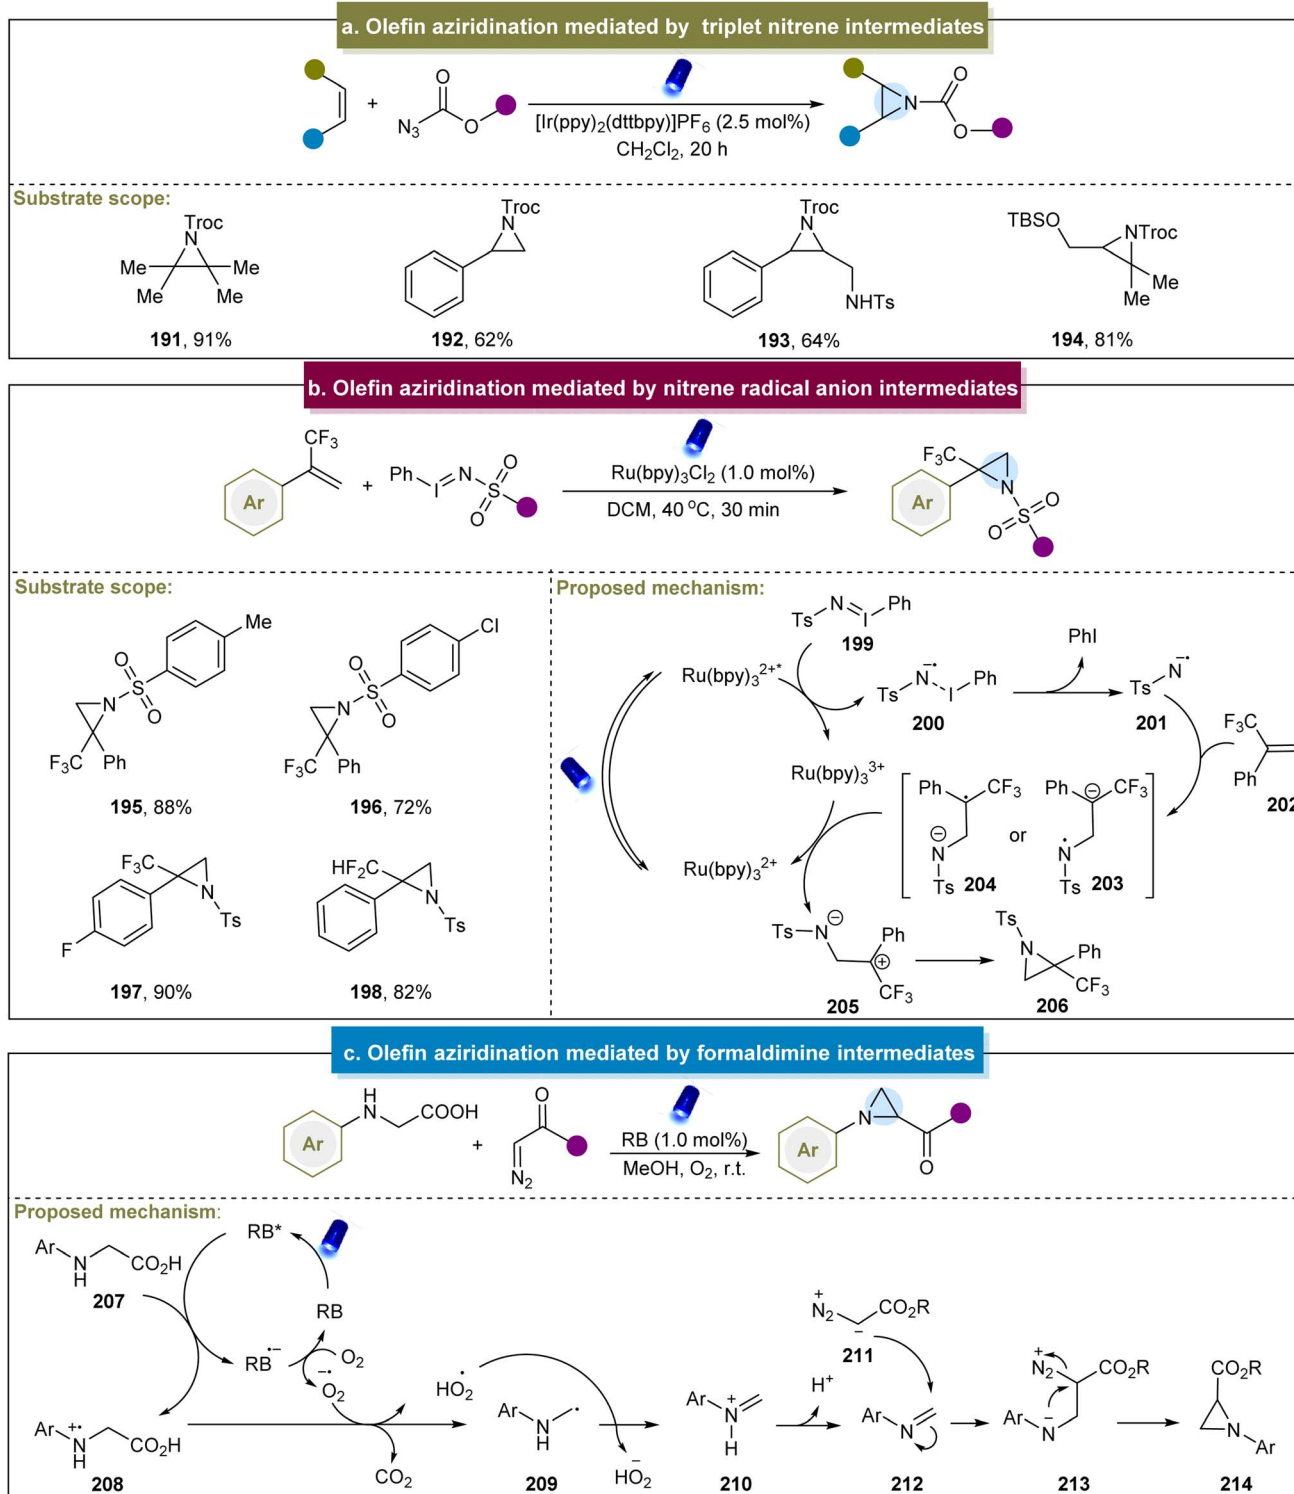 a. Olefin aziridination mediated by triplet nitrene intermediates
+
N3
O
O
[Ir(ppy)2(dttbpy)]PF6 (2.5 mol%)
CH2Cl2, 20 h
N
O
O
Substrate scope:
Troc
N
Me
Me
Me
Me
191, 91%
Troc
N
192, 62%
Troc
N
NHTs
193, 64%
TBSO
NTroc
Me
Me
194, 81%
b. Olefin aziridination mediated by nitrene radical anion intermediates
CF3
Ar
+
Ph
I
N
S
O
O
Ru(bpy)3Cl2 (1.0 mol%)
DCM, 40 oC, 30 min
F3C
Ar
N
S
O
O
Substrate scope:
Me
O
S
N
O
F3C
Ph
195, 88%
Cl
O
S
N
O
F3C
Ph
196, 72%
F3C
N
Ts
F
197, 90%
HF2C
N
Ts
198, 82%
Proposed mechanism:
Ts
N
I
Ph
199
Ru(bpy)3 2+*
Ts
N −•
I
Ph
200
PhI
Ts
N −•
201
F3C
Ph
202
Ru(bpy)3 3+
Ph
•
CF3
⊖
N
Ts
204
or
Ph
⊖
CF3
•
N
Ts
203
Ru(bpy)3 2+
Ts
N
⊖
Ph
⊕
CF3
205
Ts
N
Ph
CF3
206
c. Olefin aziridination mediated by formaldimine intermediates
H
N
COOH
Ar
+
O
N2
RB (1.0 mol%)
MeOH, O2, r.t.
Ar
N
O
Proposed mechanism:
Ar
N
H
CO2H
207
RB*
RB
RB •−
O2
−•
O2
Ar
+•
N
H
CO2H
208
CO2
HO2 •
Ar
N
H
•
209
−
HO2
Ar
+
N
H
210
H+
+
N2
CO2R
−
211
Ar
N
212
+
N2
CO2R
Ar
−
N
213
CO2R
N
Ar
214